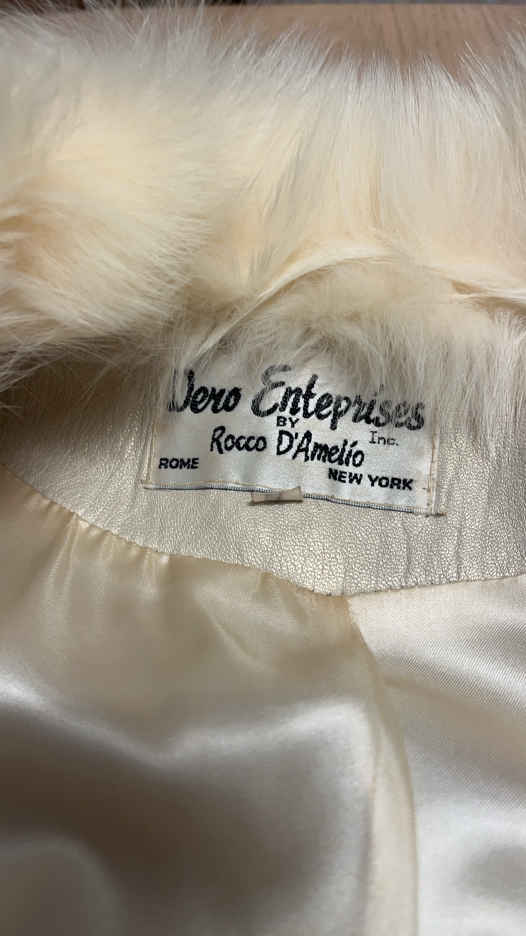 Vero Enteprises
BY
Inc.
Rocco D'Amelio
ROME
NEW YORK